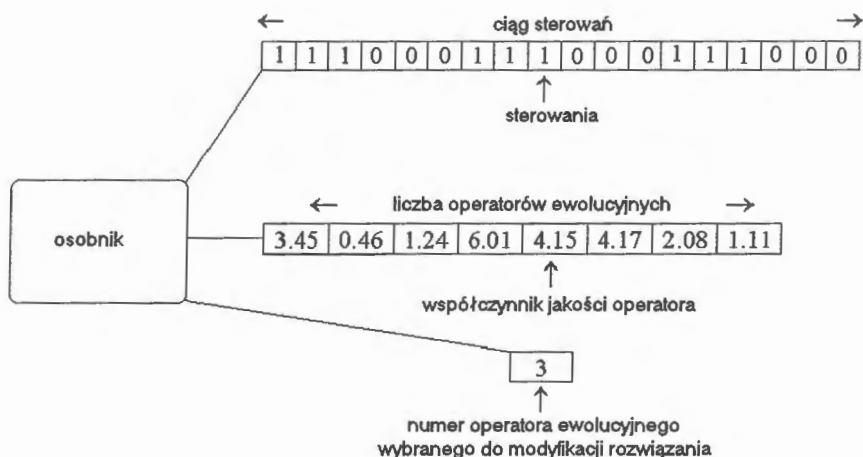 ciąg sterowań
1 1 1 0 0 0 1 1 1 0 0 0 1 1 1 0 0 0
sterowania
liczba operatorów ewolucyjnych
osobnik
3.45 0.46 1.24 6.01 4.15 4.17 2.08 1.11
współczynnik jakości operatora
3
numer operatora ewolucyjnego
wybranego do modyfikacji rozwiązania